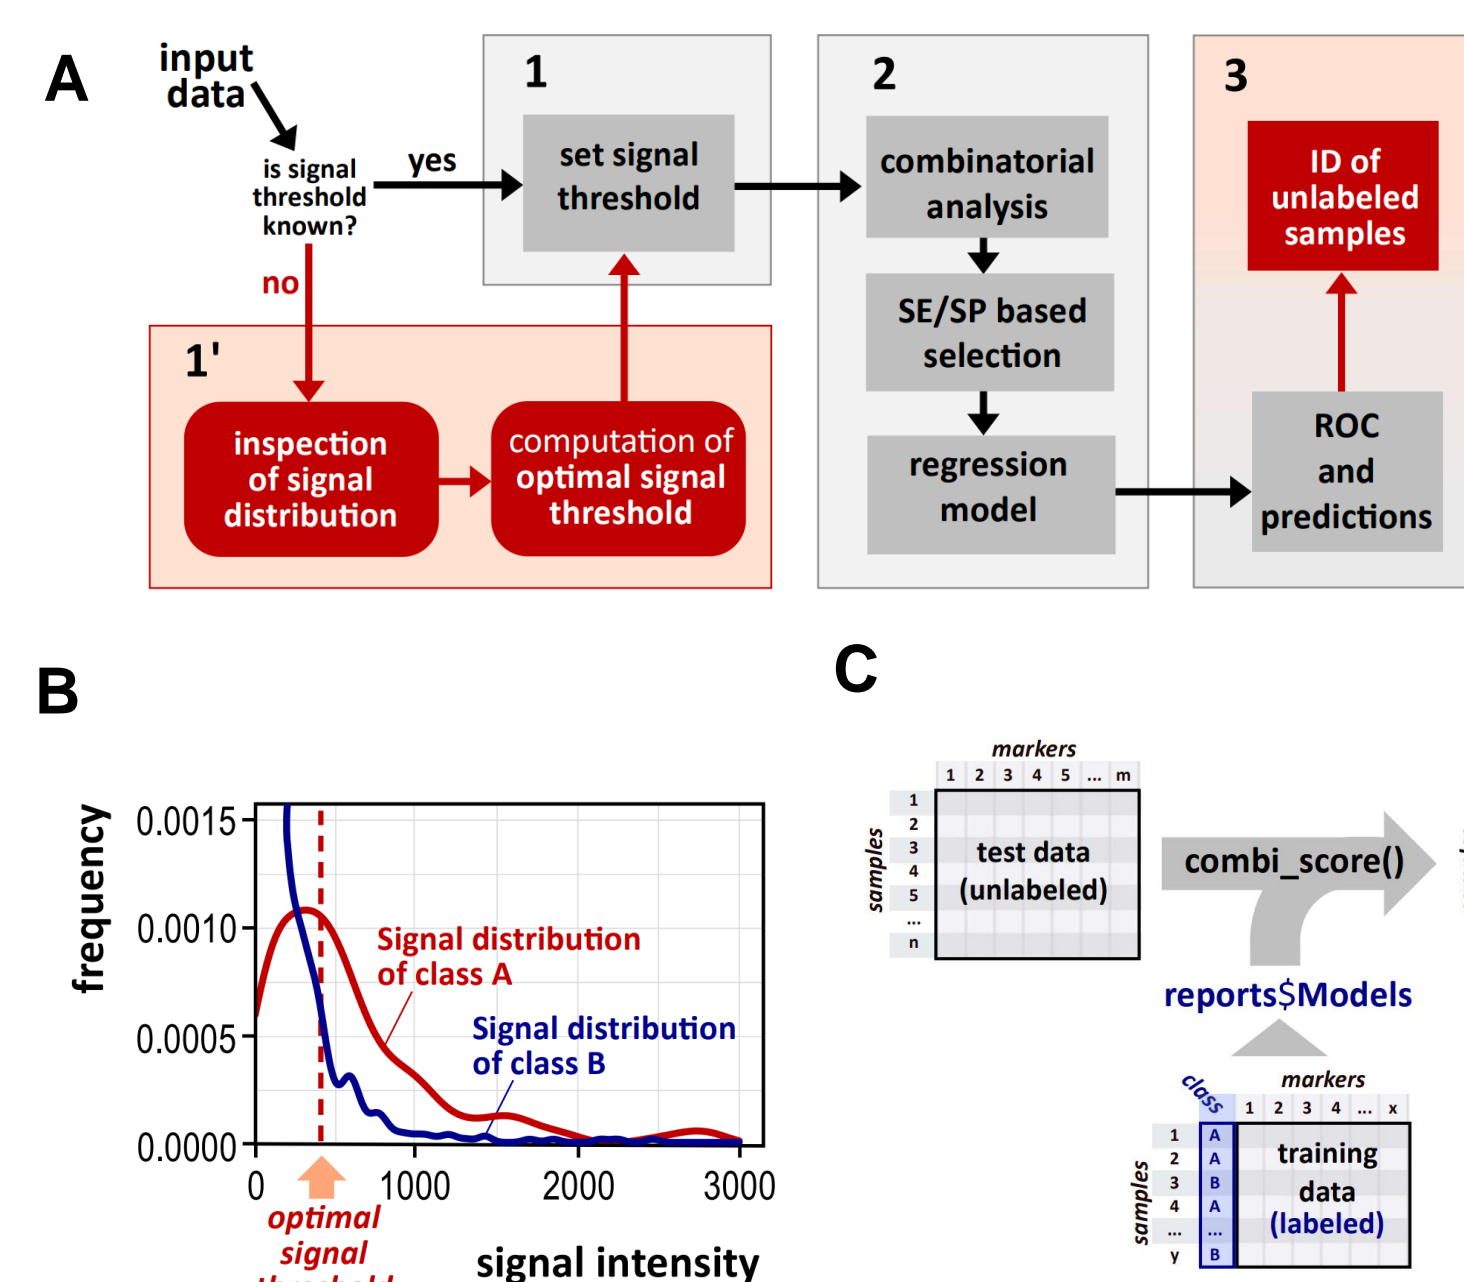 A
input
data
is signal
threshold
known?
yes
no
1
set signal
threshold
1'
inspection
of signal
distribution
computation of
optimal signal
threshold
2
combinatorial
analysis
SE/SP based
selection
regression
model
3
ID of
unlabeled
samples
ROC
and
predictions
B
frequency
0.0015
0.0010
0.0005
0.0000
0
1000
2000
3000
Signal distribution
of class A
Signal distribution
of class B
optimal
signal
threshold
signal intensity
C
markers
1 2 3 4 5 ... m
samples
1
2
3
4
5
...
n
test data
(unlabeled)
combi_score()
reports$Models
class
markers
1 2 3 4 ... x
samples
1 A
2 A
3 B
4 A
... ...
y B
training
data
(labeled)